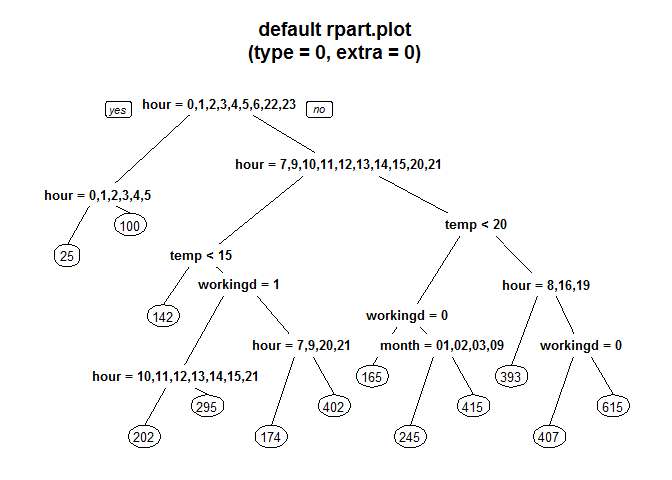 default rpart.plot
(type = 0, extra = 0)
yes hour = 0,1,2,3,4,5,6,22,23 no
hour = 7,9,10,11,12,13,14,15,20,21
hour = 0,1,2,3,4,5
100
temp < 20
25
temp < 15
workingd = 1
hour = 8,16,19
142
workingd = 0
hour = 7,9,20,21
month = 01,02,03,09
workingd = 0
hour = 10,11,12,13,14,15,21
165
393
295
402
415
615
202
174
245
407